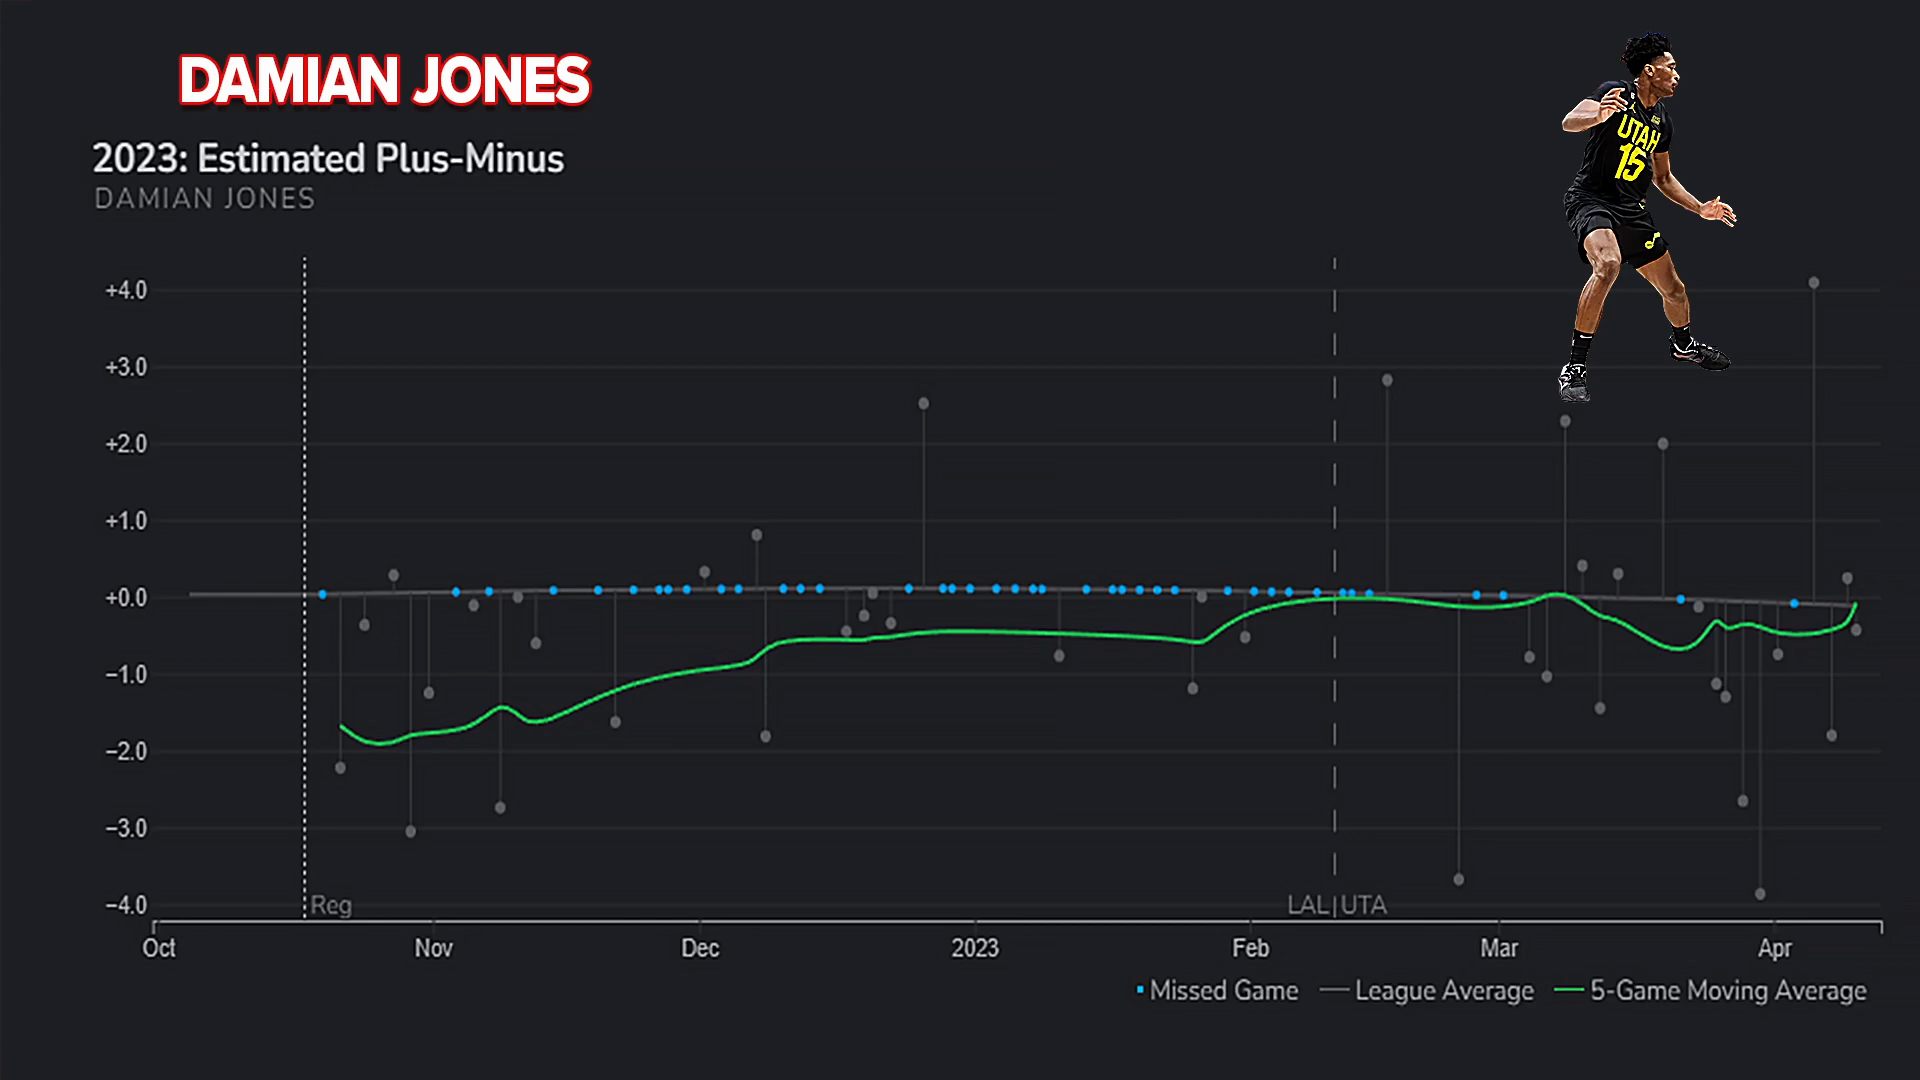 DAMIAN JONES
2023: Estimated Plus-Minus
DAMIAN JONES
UTAH
15
+4.0
+3.0
+2.0
+1.0
+0.0
−1.0
−2.0
−3.0
−4.0
Reg
LAL|UTA
Oct Nov Dec 2023 Feb Mar Apr
Missed Game League Average 5-Game Moving Average